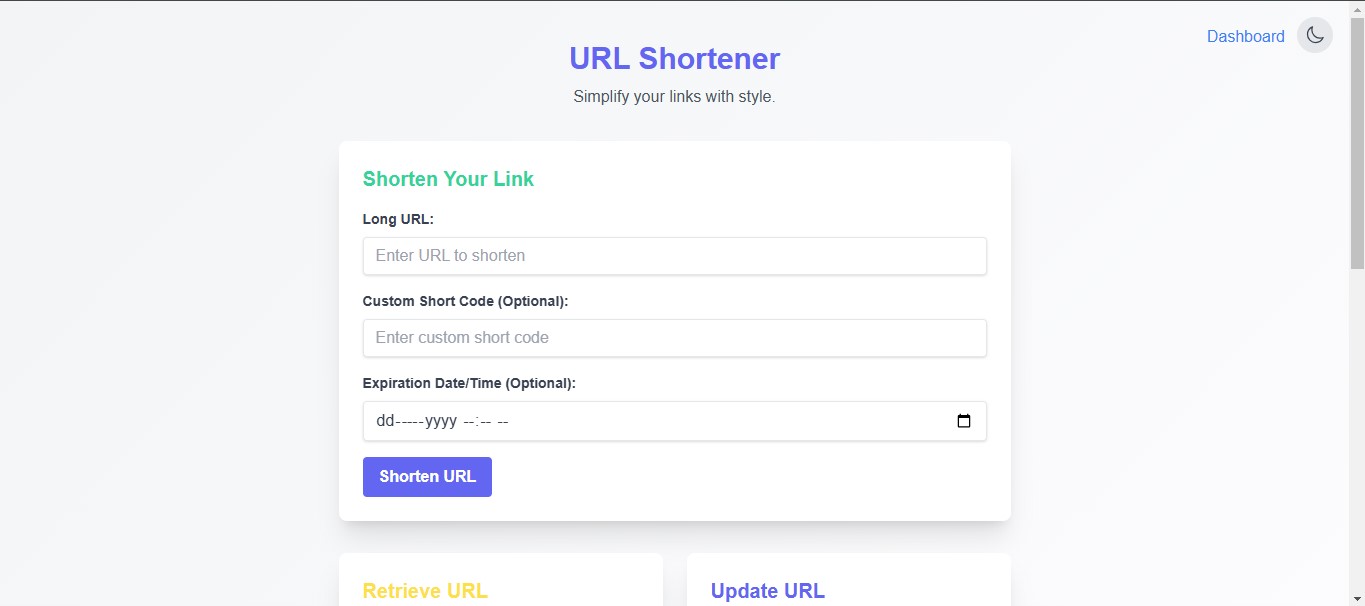 Dashboard
URL Shortener
Simplify your links with style.
Shorten Your Link
Long URL:
Enter URL to shorten
Custom Short Code (Optional):
Enter custom short code
Expiration Date/Time (Optional):
dd-----yyyy --:-- --
Shorten URL
Retrieve URL
Update URL